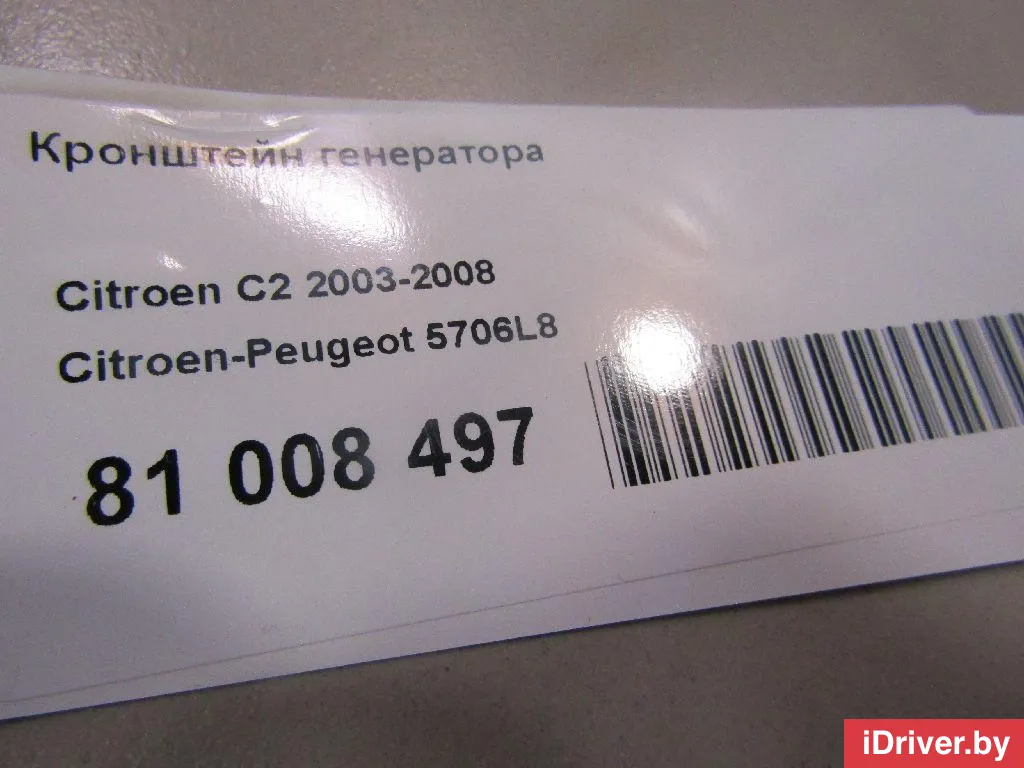 Кронштейн генератора
Citroen C2 2003-2008
Citroen-Peugeot 5706L8
81 008 497
iDriver.by